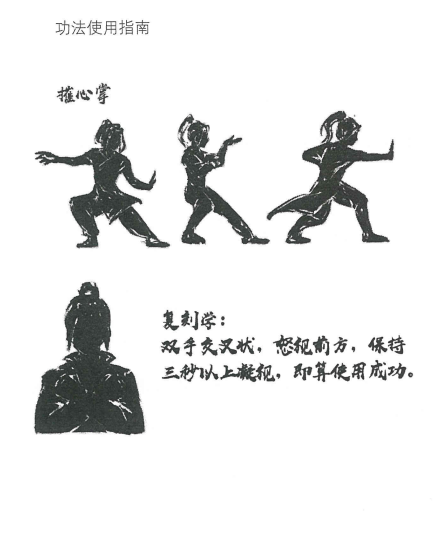 功法使用指南
摧心掌
复刻学：
双手交叉状，怒视前方，保持
三秒以上凝视，即算使用成功。